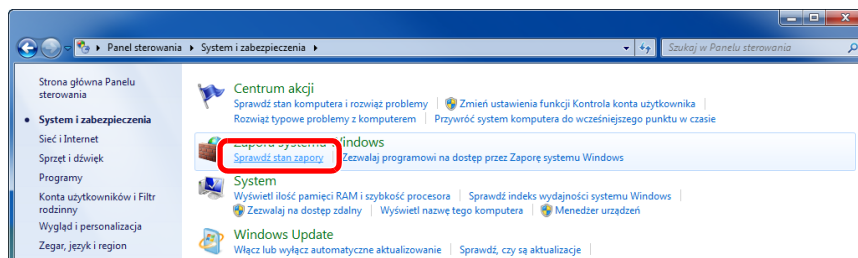 Panel sterowania ▸ System i zabezpieczenia ▸ Szukaj w Panelu sterowania
Strona główna Panelu
sterowania
System i zabezpieczenia
Sieć i Internet
Sprzęt i dźwięk
Programy
Konta użytkowników i Filtr
rodzinny
Wygląd i personalizacja
Zegar, język i region
Centrum akcji
Sprawdź stan komputera i rozwiąż problemy Zmień ustawienia funkcji Kontrola konta użytkownika
Rozwiąż typowe problemy z komputerem Przywróć system komputera do wcześniejszego punktu w czasie
Zapora systemu Windows
Sprawdź stan zapory Zezwalaj programowi na dostęp przez Zaporę systemu Windows
System
Wyświetl ilość pamięci RAM i szybkość procesora Sprawdź indeks wydajności systemu Windows
Zezwalaj na dostęp zdalny Wyświetl nazwę tego komputera Menedżer urządzeń
Windows Update
Włącz lub wyłącz automatyczne aktualizowanie Sprawdź, czy są aktualizacje